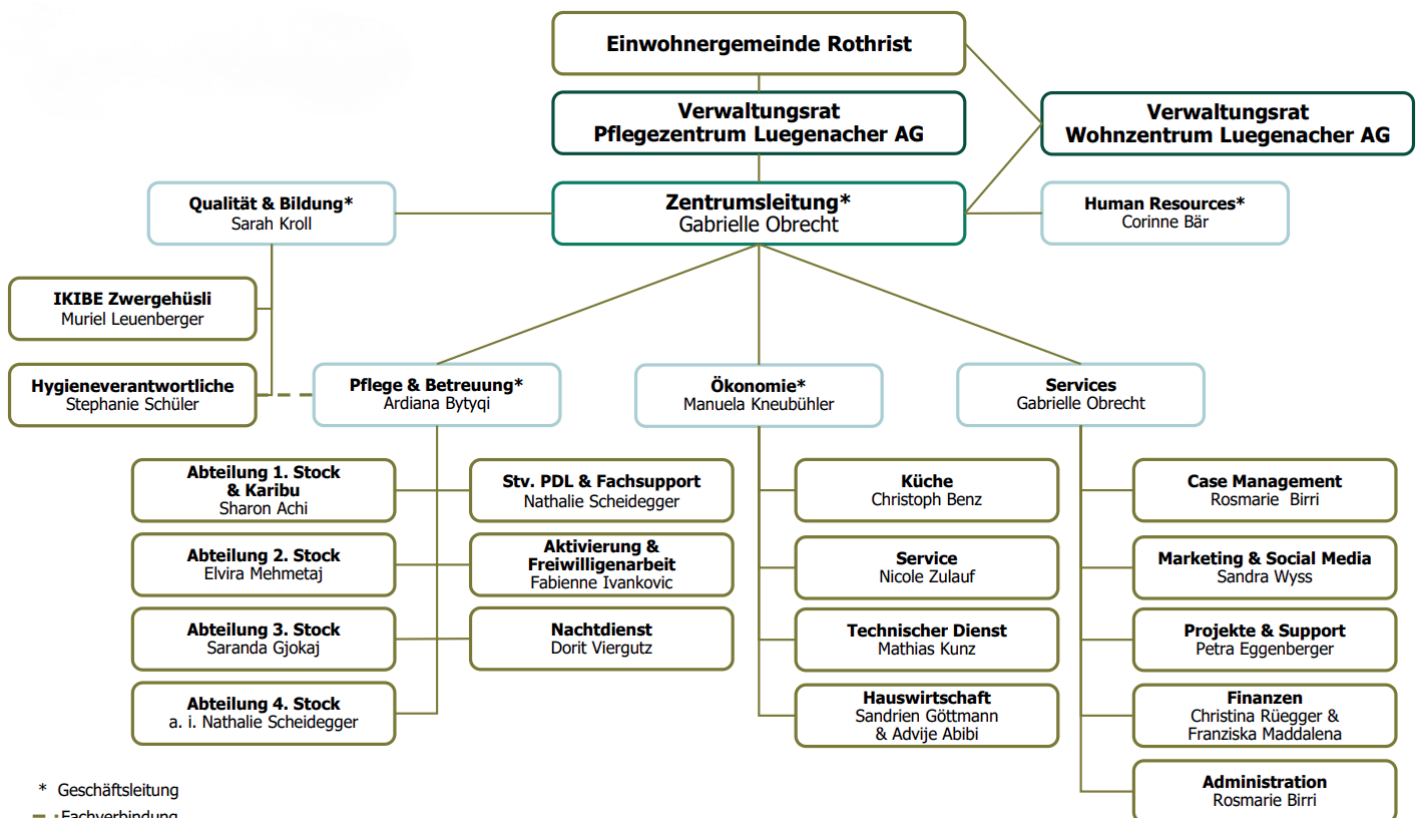 Einwohnergemeinde Rothrist
Verwaltungsrat
Pflegezentrum Luegenacher AG
Verwaltungsrat
Wohnzentrum Luegenacher AG
Qualität & Bildung*
Sarah Kroll
Zentrumsleitung*
Gabrielle Obrecht
Human Resources*
Corinne Bär
IKIBE Zwergehüsli
Muriel Leuenberger
Hygieneverantwortliche
Stephanie Schüler
Pflege & Betreuung*
Ardiana Bytyqi
Ökonomie*
Manuela Kneubühler
Services
Gabrielle Obrecht
Abteilung 1. Stock
& Karibu
Sharon Achi
Stv. PDL & Fachsupport
Nathalie Scheidegger
Küche
Christoph Benz
Case Management
Rosmarie Birri
Abteilung 2. Stock
Elvira Mehmetaj
Aktivierung &
Freiwilligenarbeit
Fabienne Ivankovic
Service
Nicole Zulauf
Marketing & Social Media
Sandra Wyss
Abteilung 3. Stock
Saranda Gjokaj
Nachtdienst
Dorit Viergutz
Technischer Dienst
Mathias Kunz
Projekte & Support
Petra Eggenberger
Abteilung 4. Stock
a. i. Nathalie Scheidegger
Hauswirtschaft
Sandrien Göttmann
& Advije Abibi
Finanzen
Christina Rüegger &
Franziska Maddalena
Administration
Rosmarie Birri
* Geschäftsleitung
Fachverbindung